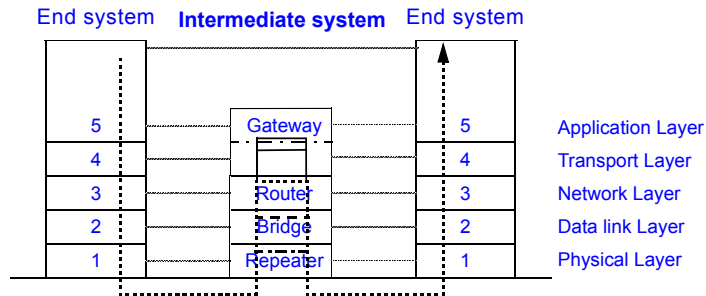 End system Intermediate system End system
5 Gateway 5 Application Layer
4 4 Transport Layer
3 Router 3 Network Layer
2 Bridge 2 Data link Layer
1 Repeater 1 Physical Layer